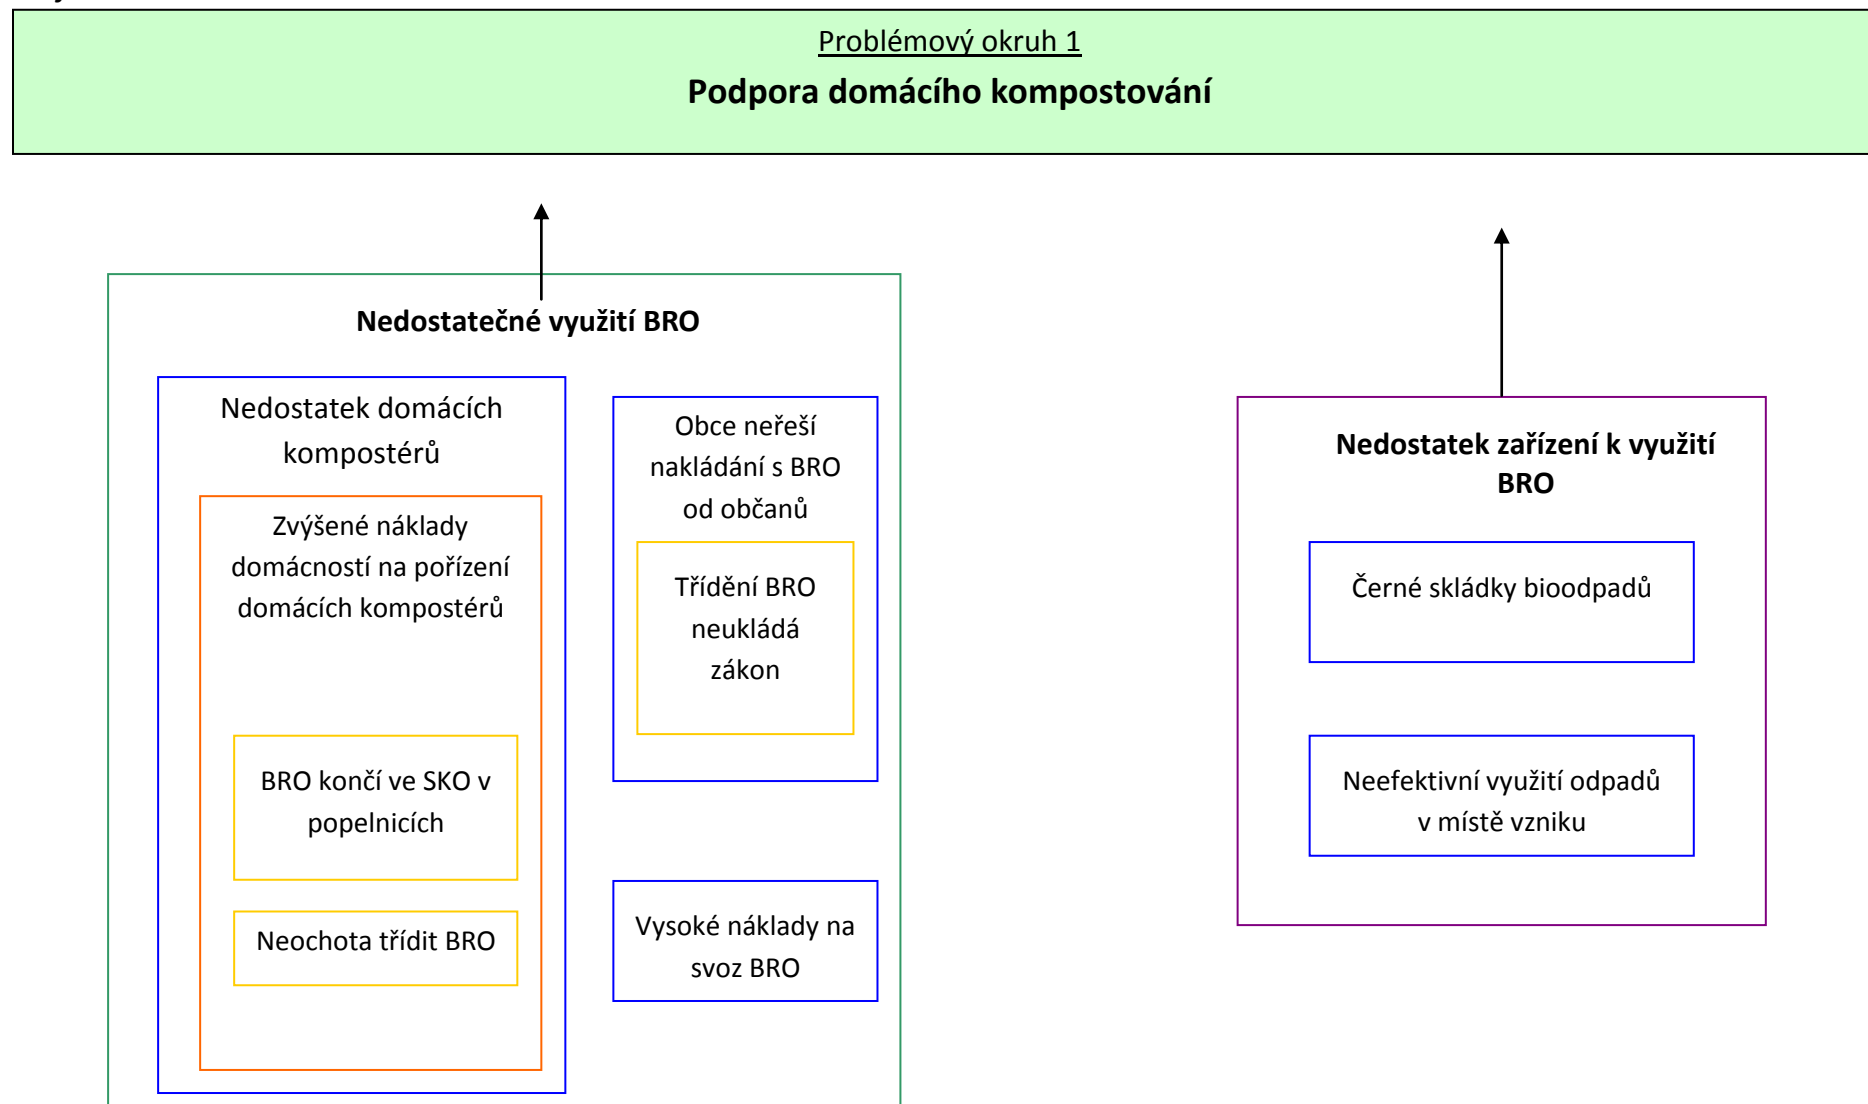 Problémový okruh 1
Podpora domácího kompostování
Nedostatečné využití BRO
Nedostatek domácích
kompostérů
Zvýšené náklady
domácností na pořízení
domácích kompostérů
BRO končí ve SKO v
popelnicích
Neochota třídit BRO
Obce neřeší
nakládání s BRO
od občanů
Třídění BRO
neukládá
zákon
Vysoké náklady na
svoz BRO
Nedostatek zařízení k využití
BRO
Černé skládky bioodpadů
Neefektivní využití odpadů
v místě vzniku